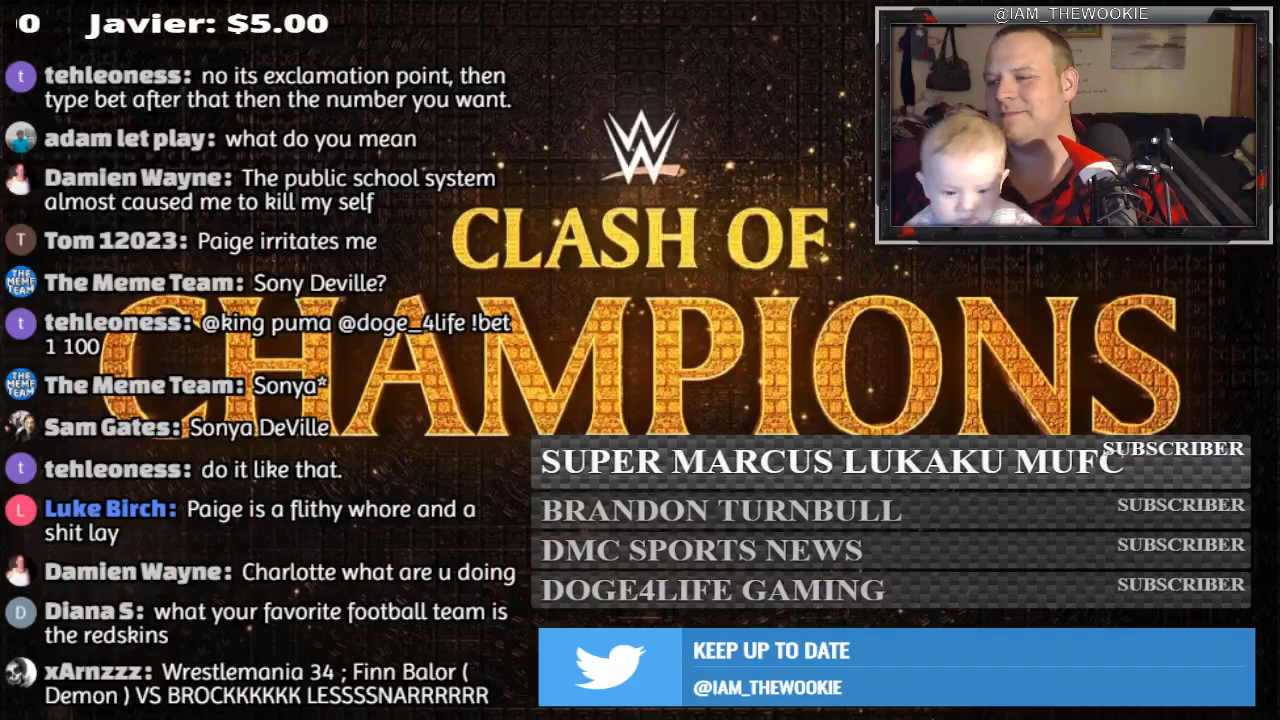 0 Javier: $5.00
@IAM_THEWOOKIE
tehleoness: no its exclamation point, then
type bet after that then the number you want.
adam let play: what do you mean
Damien Wayne: The public school system
almost caused me to kill my self
Tom 12023: Paige irritates me
The Meme Team: Sony Deville?
tehleoness: @king puma @doge_4life !bet
1 100
The Meme Team: Sonya*
Sam Gates: Sonya DeVille
tehleoness: do it like that.
Luke Birch: Paige is a flithy whore and a
shit lay
Damien Wayne: Charlotte what are u doing
Diana S: what your favorite football team is
the redskins
xArnzzz: Wrestlemania 34 ; Finn Balor (
Demon ) VS BROCKKKKKK LESSSSNARRRRRR
W
CLASH OF
CHAMPIONS
SUPER MARCUS LUKAKU MUFC SUBSCRIBER
BRANDON TURNBULL SUBSCRIBER
DMC SPORTS NEWS SUBSCRIBER
DOGE4LIFE GAMING SUBSCRIBER
KEEP UP TO DATE
@IAM_THEWOOKIE